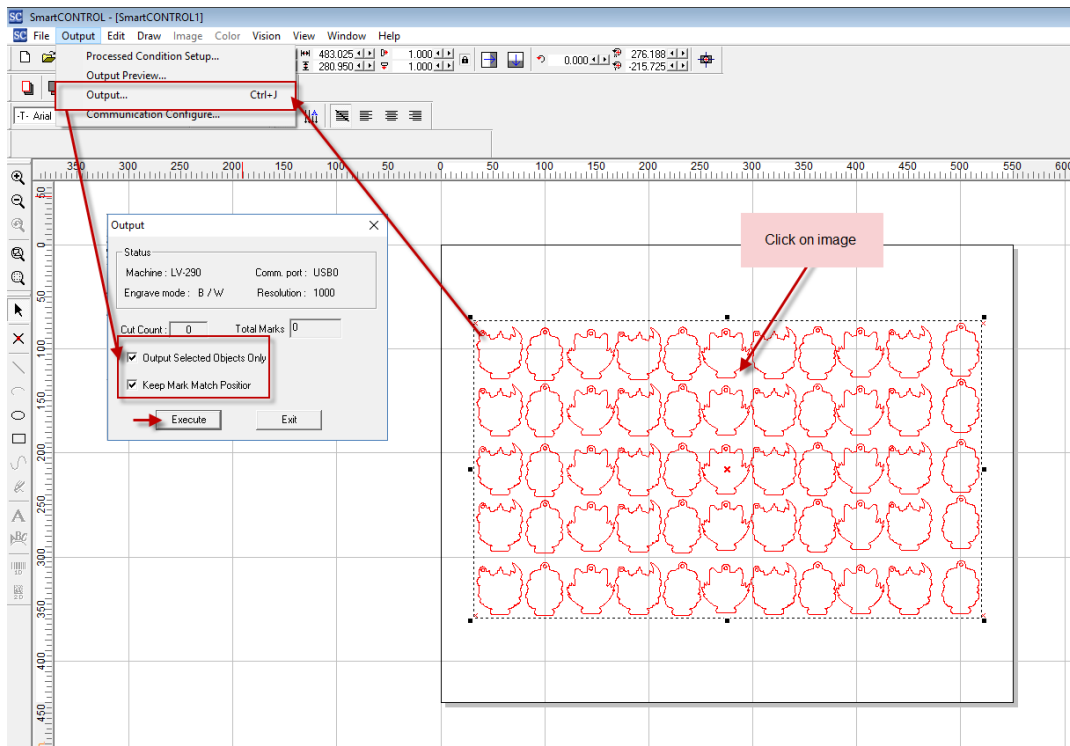 SC SmartCONTROL - [SmartCONTROL1]
SC File Output Edit Draw Image Color Vision View Window Help
Processed Condition Setup...
Output Preview...
Output... Ctrl+J
Communication Configure...
483.025 1.000 0.000 276.188
280.950 1.000 -215.725
-T- Arial
350 300 250 200 150 100 50 0 50 100 150 200 250 300 350 400 450 500 550 600
50
0
50
100
150
200
250
300
350
400
450
Output
Status
Machine : LV-290 Comm. port : USB0
Engrave mode : B / W Resolution : 1000
Cut Count : 0 Total Marks 0
Output Selected Objects Only
Keep Mark Match Position
Execute Exit
Click on image
A
ABC
1D
2D